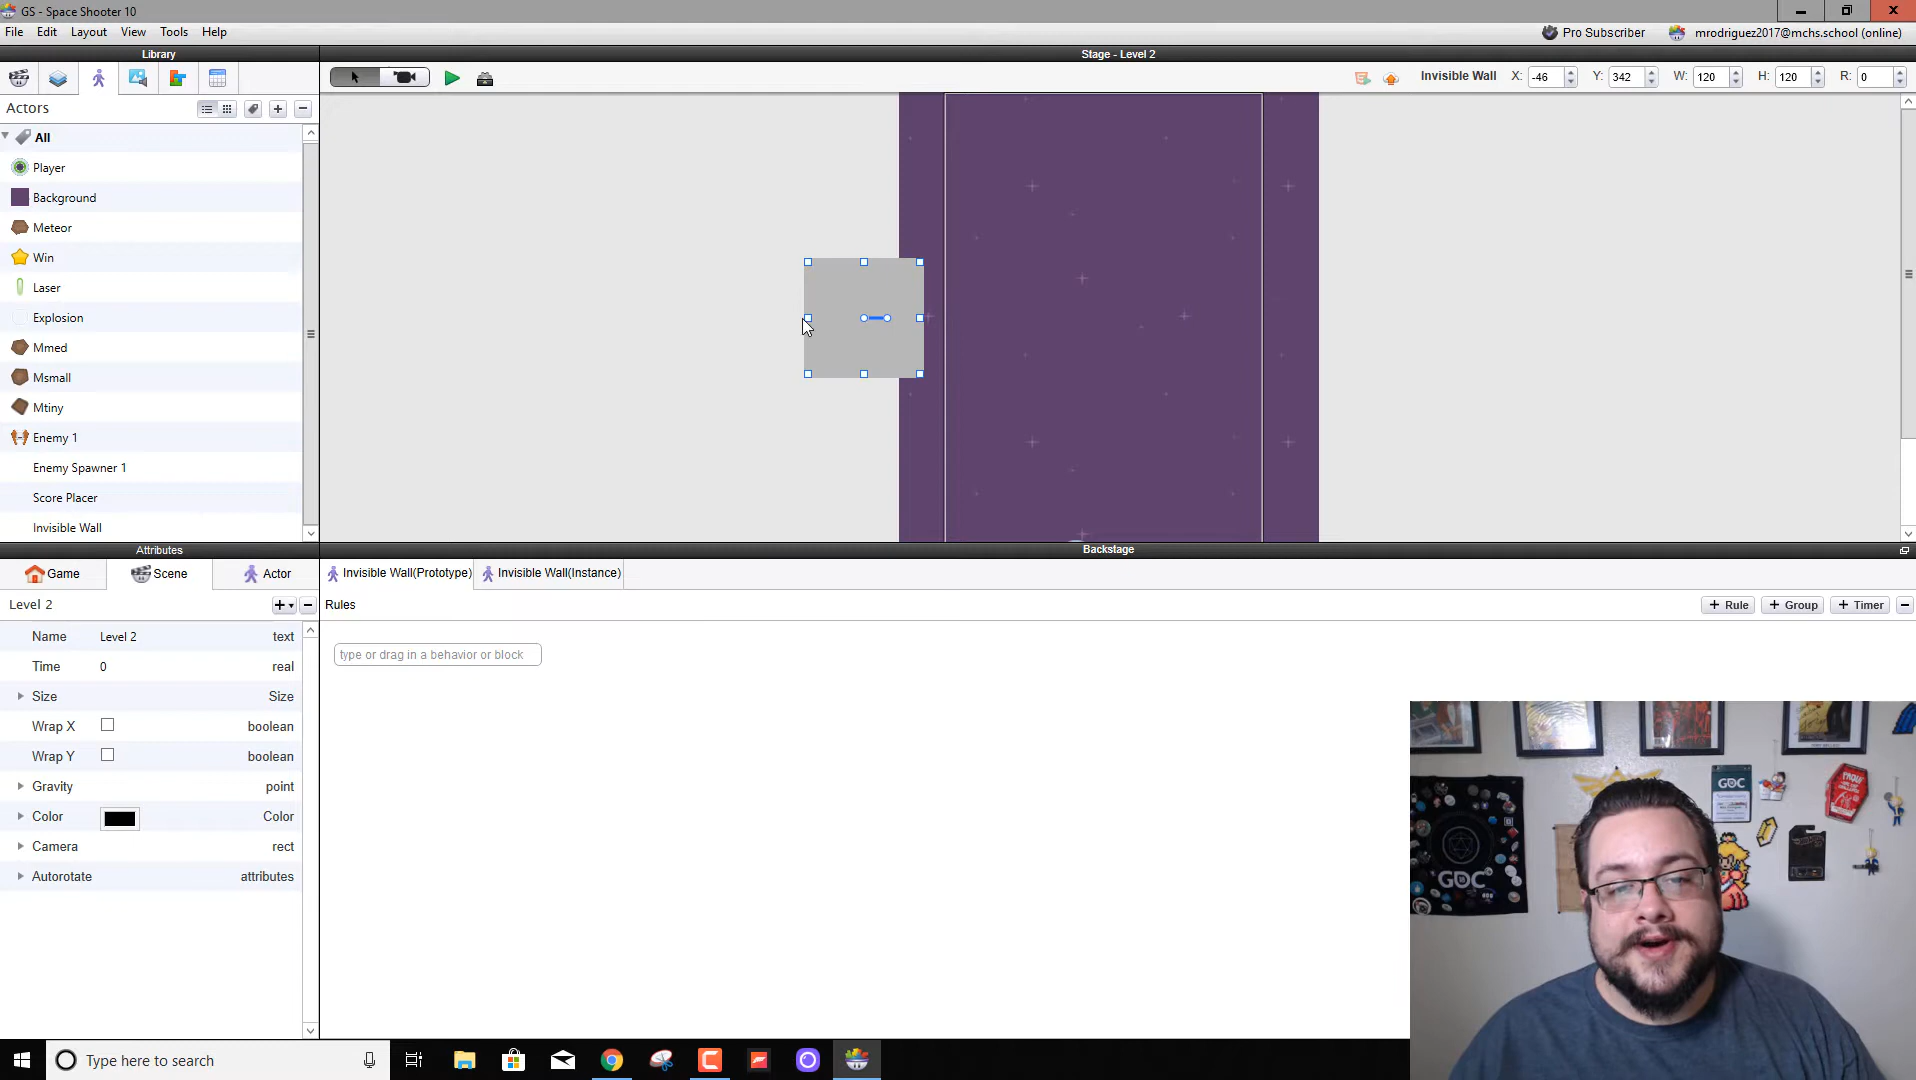 GS - Space Shooter 10
File Edit Layout View Tools Help
Pro Subscriber mrodriguez2017@mchs.school (online)
Library
Stage - Level 2
Invisible Wall X: -46 Y: 342 W: 120 H: 120 R: 0
Actors
All
Player
Background
Meteor
Win
Laser
Explosion
Mmed
Msmall
Mtiny
Enemy 1
Enemy Spawner 1
Score Placer
Invisible Wall
Attributes
Backstage
Game Scene Actor
Invisible Wall(Prototype) Invisible Wall(Instance)
Level 2
Rules
+ Rule + Group + Timer
Name Level 2 text
type or drag in a behavior or block
Time 0 real
Size Size
Wrap X boolean
Wrap Y boolean
Gravity point
Color Color
Camera rect
Autorotate attributes
GDC
GDC
Type here to search